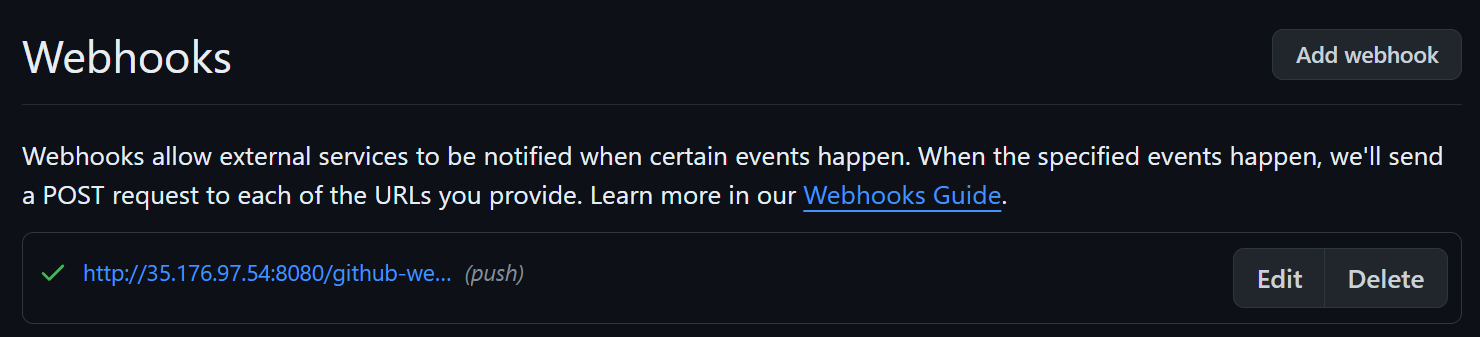 Webhooks
Add webhook
Webhooks allow external services to be notified when certain events happen. When the specified events happen, we'll send
a POST request to each of the URLs you provide. Learn more in our Webhooks Guide.
http://35.176.97.54:8080/github-we... (push)
Edit
Delete